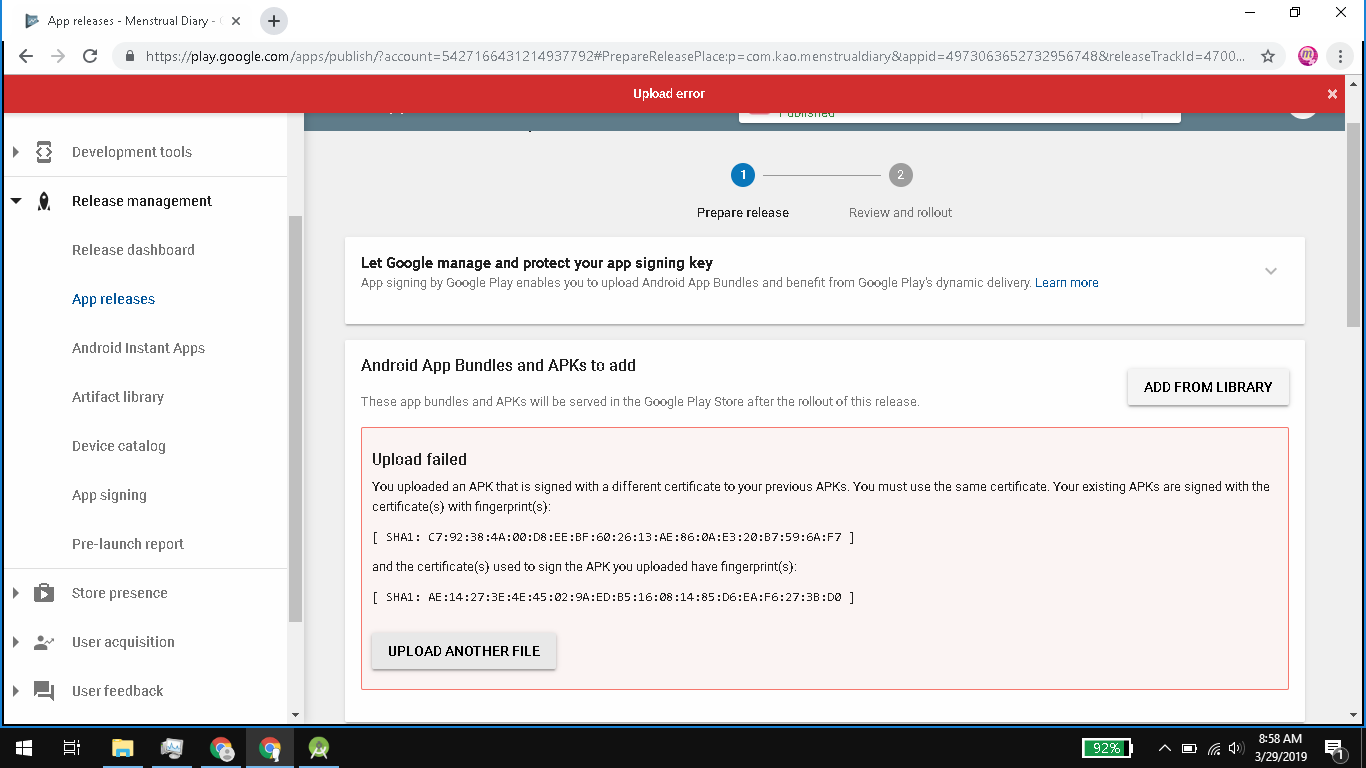 App releases - Menstrual Diary -
https://play.google.com/apps/publish/?account=5427166431214937792#PrepareReleasePlace:p=com.kao.menstrualdiary&appid=4973063652732956748&releaseTrackId=4700...
Upload error
Published
Development tools
Release management
Release dashboard
App releases
Android Instant Apps
Artifact library
Device catalog
App signing
Pre-launch report
Store presence
User acquisition
User feedback
1
2
Prepare release
Review and rollout
Let Google manage and protect your app signing key
App signing by Google Play enables you to upload Android App Bundles and benefit from Google Play's dynamic delivery. Learn more
Android App Bundles and APKs to add
ADD FROM LIBRARY
These app bundles and APKs will be served in the Google Play Store after the rollout of this release.
Upload failed
You uploaded an APK that is signed with a different certificate to your previous APKs. You must use the same certificate. Your existing APKs are signed with the
certificate(s) with fingerprint(s):
[ SHA1: C7:92:38:4A:00:D8:EE:BF:60:26:13:AE:86:0A:E3:20:B7:59:6A:F7 ]
and the certificate(s) used to sign the APK you uploaded have fingerprint(s):
[ SHA1: AE:14:27:3E:4E:45:02:9A:ED:B5:16:08:14:85:D6:EA:F6:27:3B:D0 ]
UPLOAD ANOTHER FILE
92%
8:58 AM
3/29/2019
1